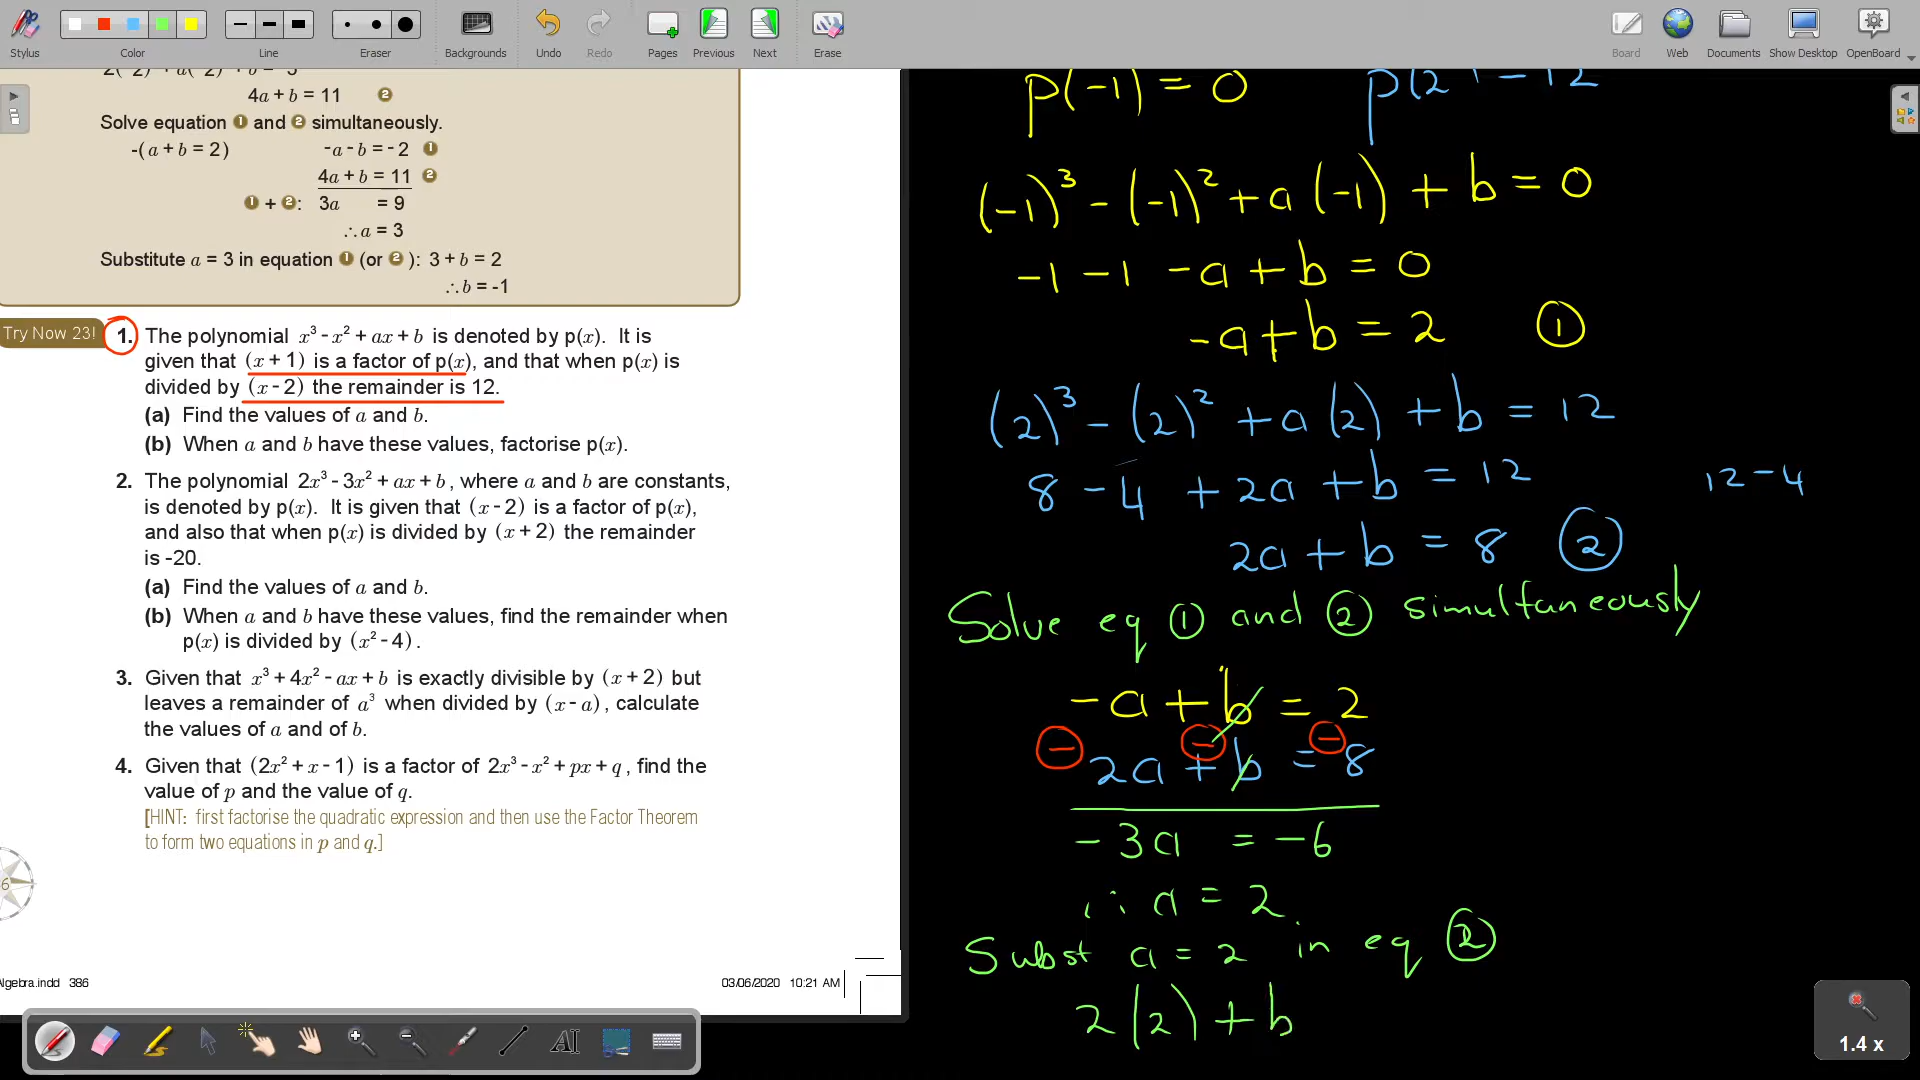 Stylus Color Line Eraser Backgrounds Undo Redo Pages Previous Next Erase Board Web Documents Show Desktop OpenBoard
4a + b = 11 2
Solve equation 1 and 2 simultaneously.
-(a + b = 2) -a - b = -2 1
4a + b = 11 2
1 + 2: 3a = 9
∴ a = 3
Substitute a = 3 in equation 1 (or 2): 3 + b = 2
∴ b = -1
Try Now 23!
1. The polynomial x³ - x² + ax + b is denoted by p(x). It is
given that (x + 1) is a factor of p(x), and that when p(x) is
divided by (x - 2) the remainder is 12.
(a) Find the values of a and b.
(b) When a and b have these values, factorise p(x).
2. The polynomial 2x³ - 3x² + ax + b, where a and b are constants,
is denoted by p(x). It is given that (x - 2) is a factor of p(x),
and also that when p(x) is divided by (x + 2) the remainder
is -20.
(a) Find the values of a and b.
(b) When a and b have these values, find the remainder when
p(x) is divided by (x² - 4).
3. Given that x³ + 4x² - ax + b is exactly divisible by (x + 2) but
leaves a remainder of a³ when divided by (x - a), calculate
the values of a and of b.
4. Given that (2x² + x - 1) is a factor of 2x³ - x² + px + q, find the
value of p and the value of q.
[HINT: first factorise the quadratic expression and then use the Factor Theorem
to form two equations in p and q.]
6
lgebra.indd 386 03/06/2020 10:21 AM
p(-1) = 0
(-1)³ - (-1)² + a(-1) + b = 0
-1 -1 -a + b = 0
-a + b = 2 ①
(2)³ - (2)² + a(2) + b = 12
8 - 4 + 2a + b = 12 12 - 4
2a + b = 8 ②
Solve eq ① and ② simultaneously
-a + b = 2
- - -
2a + b = 8
-3a = -6
∴ a = 2
Subst a = 2 in eq ②
2(2) + b
1.4 x